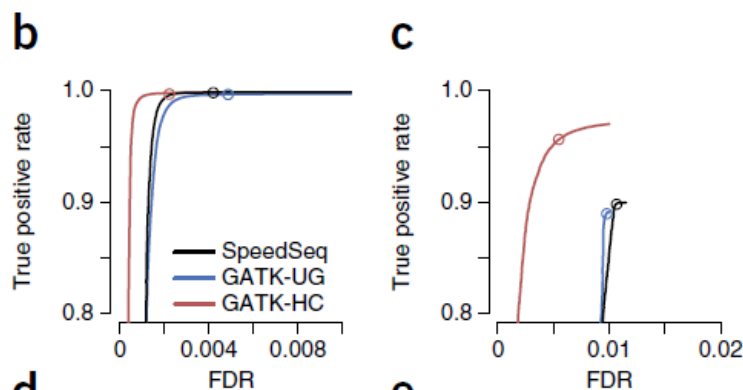 b
True positive rate
1.0
0.9
0.8
SpeedSeq
GATK-UG
GATK-HC
0 0.004 0.008
FDR
c
True positive rate
1.0
0.9
0.8
0 0.01 0.02
FDR
d
e